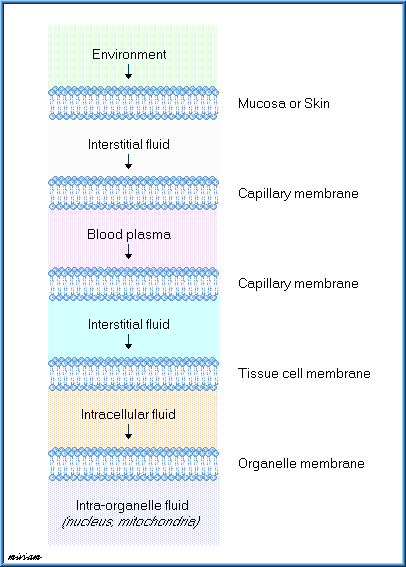 Environment
Mucosa or Skin
Interstitial fluid
Capillary membrane
Blood plasma
Capillary membrane
Interstitial fluid
Tissue cell membrane
Intracellular fluid
Organelle membrane
Intra-organelle fluid
(nucleus, mitochondria)